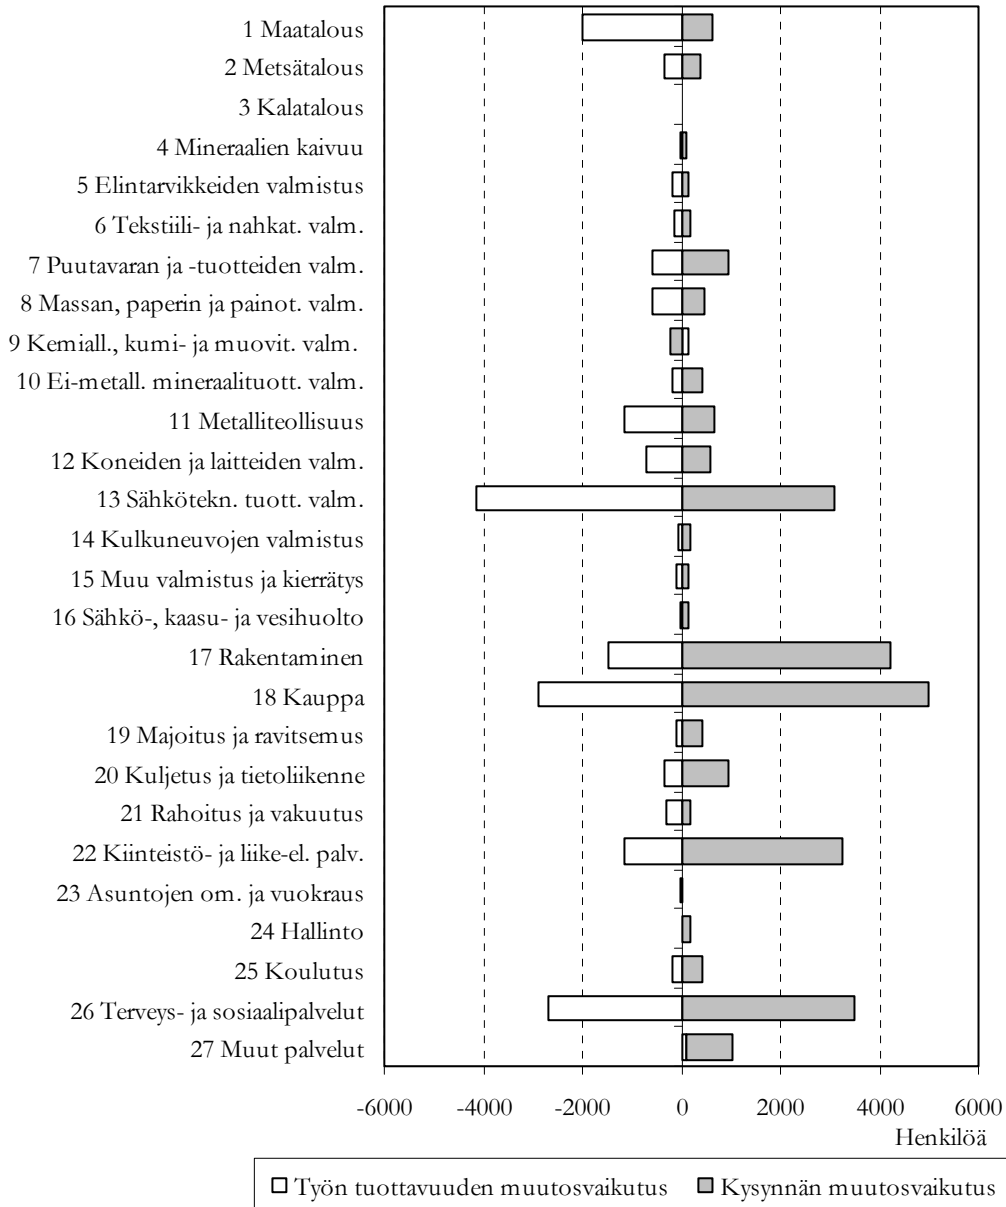 1 Maatalous
2 Metsätalous
3 Kalatalous
4 Mineraalien kaivuu
5 Elintarvikkeiden valmistus
6 Tekstiili- ja nahkat. valm.
7 Puutavaran ja -tuotteiden valm.
8 Massan, paperin ja painot. valm.
9 Kemiall., kumi- ja muovit. valm.
10 Ei-metall. mineraalituott. valm.
11 Metalliteollisuus
12 Koneiden ja laitteiden valm.
13 Sähkötekn. tuott. valm.
14 Kulkuneuvojen valmistus
15 Muu valmistus ja kierrätys
16 Sähkö-, kaasu- ja vesihuolto
17 Rakentaminen
18 Kauppa
19 Majoitus ja ravitsemus
20 Kuljetus ja tietoliikenne
21 Rahoitus ja vakuutus
22 Kiinteistö- ja liike-el. palv.
23 Asuntojen om. ja vuokraus
24 Hallinto
25 Koulutus
26 Terveys- ja sosiaalipalvelut
27 Muut palvelut
-6000 -4000 -2000 0 2000 4000 6000
Henkilöä
Työn tuottavuuden muutosvaikutus Kysynnän muutosvaikutus